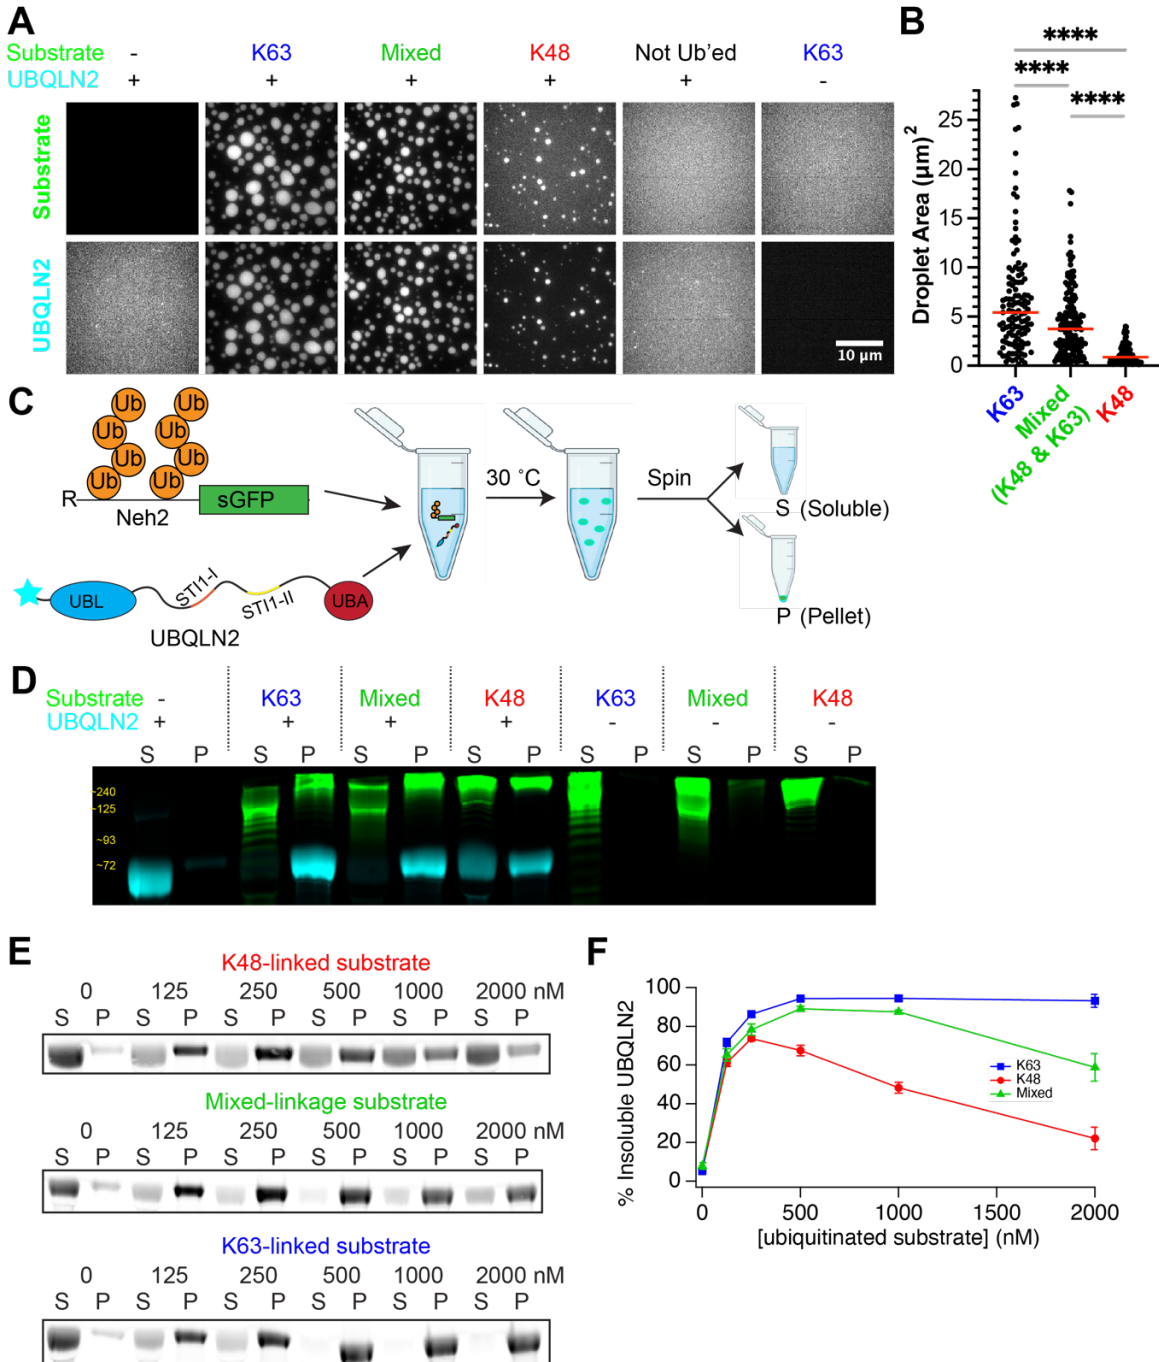 A
Substrate - K63 Mixed K48 Not Ub'ed K63
UBQLN2 + + + + + -
Substrate
UBQLN2
10 µm
B
**** 
****
****
Droplet Area (µm)2
25
20
15
10
5
0
K63
Mixed
(K48 & K63)
K48
C
Ub Ub
Ub Ub
Ub Ub
Ub Ub
R
Neh2
sGFP
UBL
STI1-I
STI1-II
UBA
UBQLN2
30 ˚C
Spin
S (Soluble)
P (Pellet)
D
Substrate - K63 Mixed K48 K63 Mixed K48
UBQLN2 + + + + - - -
S P S P S P S P S P S P S P
~240
~125
~93
~72
E
K48-linked substrate
0 125 250 500 1000 2000 nM
S P S P S P S P S P S P
Mixed-linkage substrate
0 125 250 500 1000 2000 nM
S P S P S P S P S P S P
K63-linked substrate
0 125 250 500 1000 2000 nM
S P S P S P S P S P S P
F
% Insoluble UBQLN2
100
80
60
40
20
0
K63
K48
Mixed
0 500 1000 1500 2000
[ubiquitinated substrate] (nM)